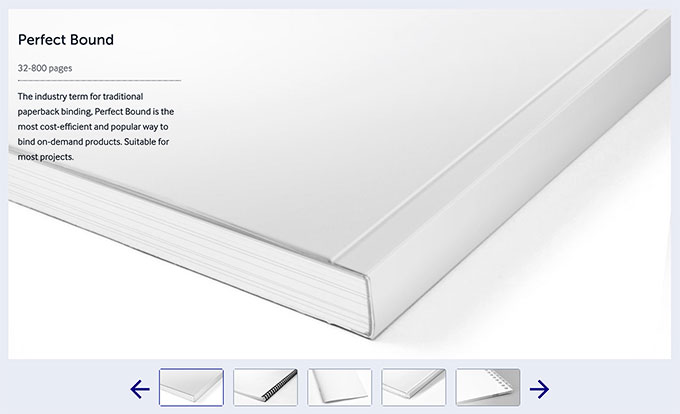 Perfect Bound
32-800 pages
The industry term for traditional
paperback binding, Perfect Bound is the
most cost-efficient and popular way to
bind on-demand products. Suitable for
most projects.